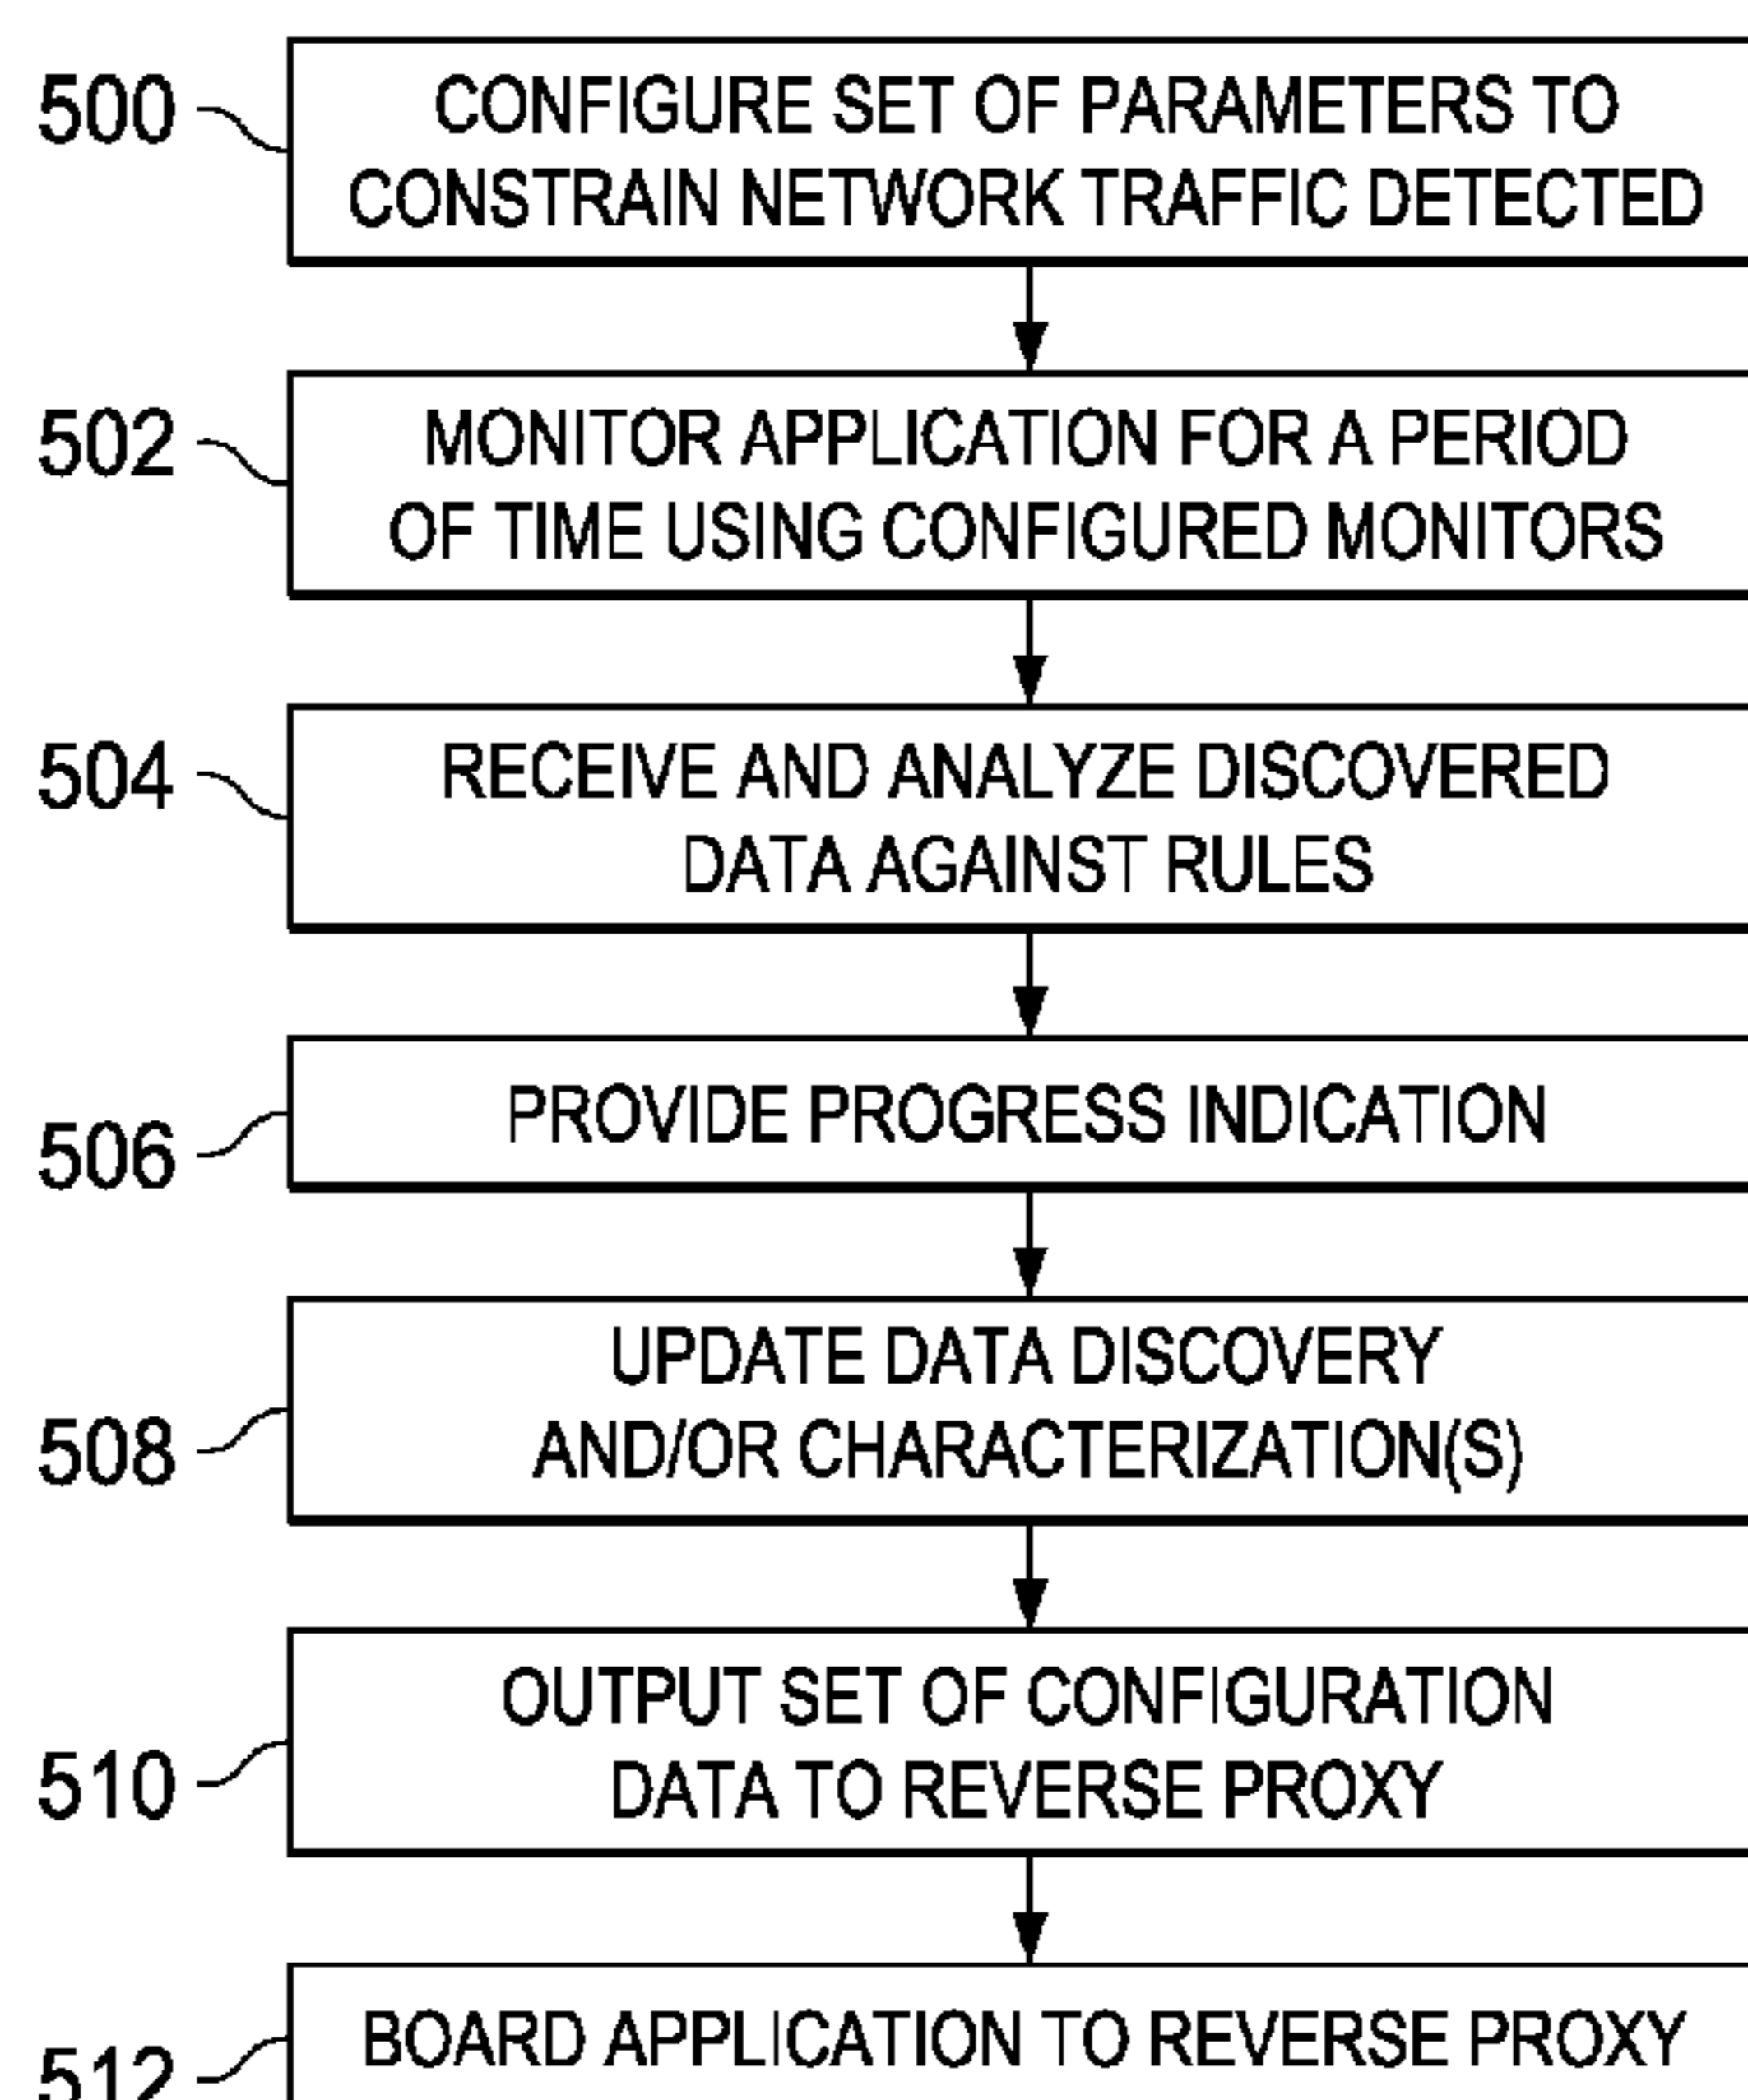 500
CONFIGURE SET OF PARAMETERS TO
CONSTRAIN NETWORK TRAFFIC DETECTED
502
MONITOR APPLICATION FOR A PERIOD
OF TIME USING CONFIGURED MONITORS
504
RECEIVE AND ANALYZE DISCOVERED
DATA AGAINST RULES
506
PROVIDE PROGRESS INDICATION
508
UPDATE DATA DISCOVERY
AND/OR CHARACTERIZATION(S)
510
OUTPUT SET OF CONFIGURATION
DATA TO REVERSE PROXY
512
BOARD APPLICATION TO REVERSE PROXY